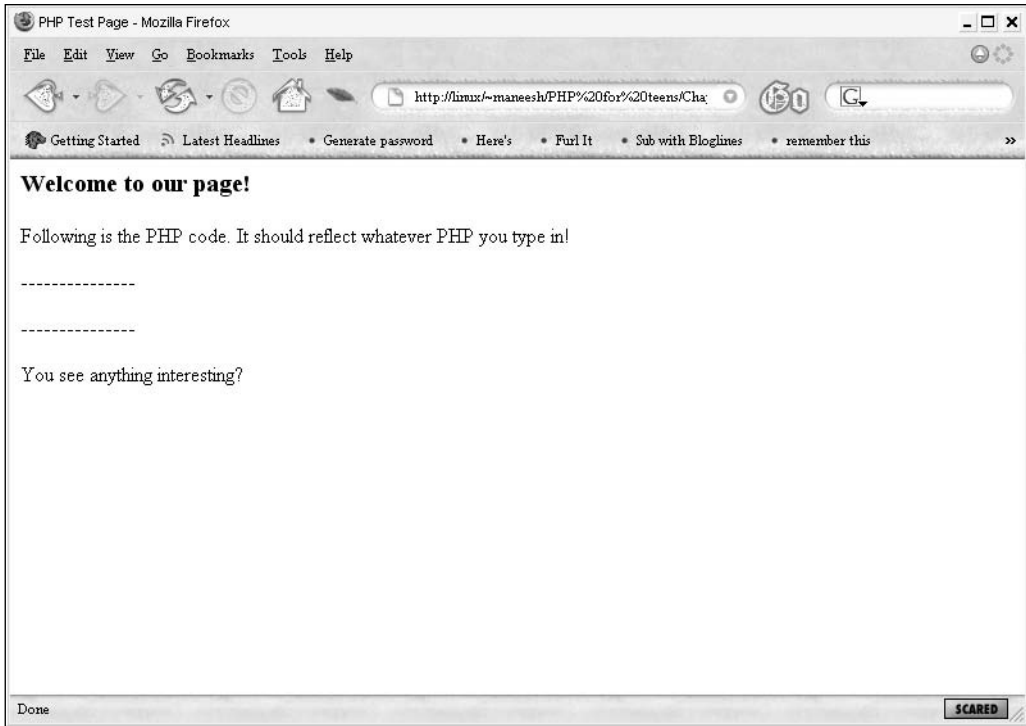 PHP Test Page - Mozilla Firefox
File Edit View Go Bookmarks Tools Help
http://linux/~maneesh/PHP%20for%20teens/Cha
Go
G
Getting Started Latest Headlines Generate password Here's Furl It Sub with Bloglines remember this »
Welcome to our page!
Following is the PHP code. It should reflect whatever PHP you type in!
---------------
---------------
You see anything interesting?
Done SCARED